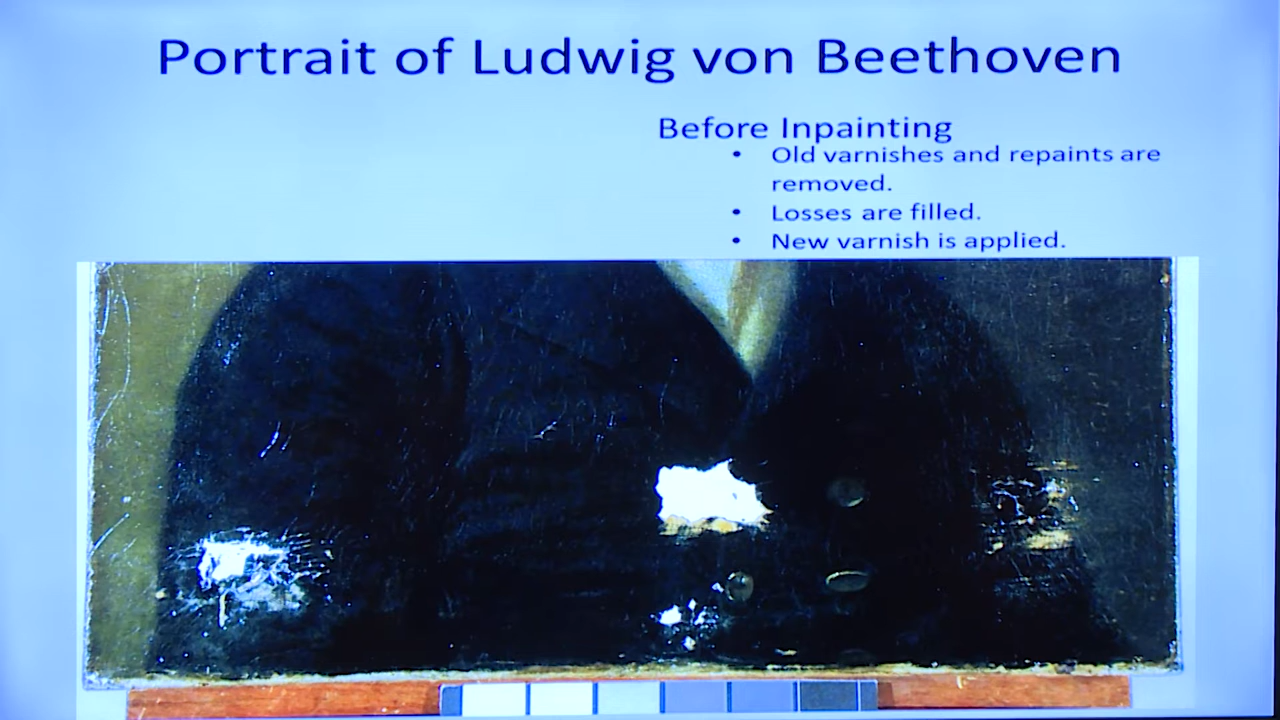 Portrait of Ludwig von Beethoven
Before Inpainting
• Old varnishes and repaints are
removed.
• Losses are filled.
• New varnish is applied.